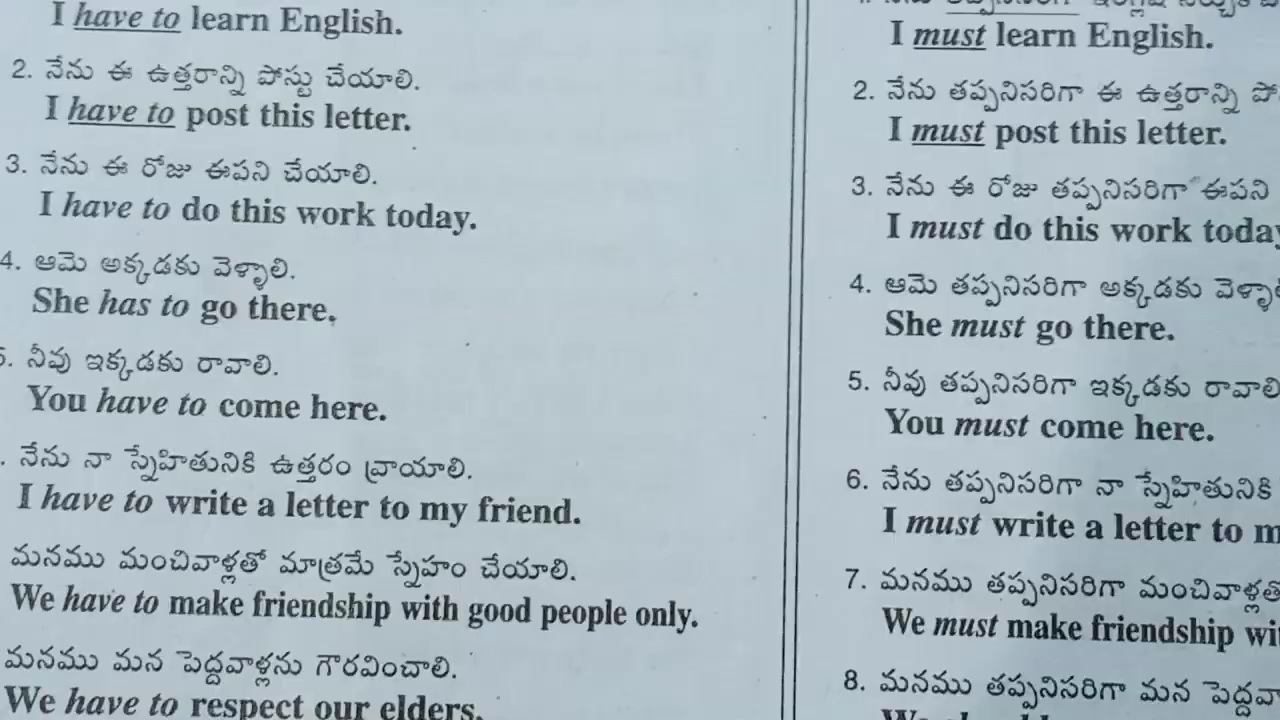 I have to learn English.
2. నేను ఈ ఉత్తరాన్ని పోస్టు చేయాలి.
I have to post this letter.
3. నేను ఈ రోజు ఈపని చేయాలి.
I have to do this work today.
4. ఆమె అక్కడకు వెళ్ళాలి.
She has to go there.
5. నీవు ఇక్కడకు రావాలి.
You have to come here.
. నేను నా స్నేహితునికి ఉత్తరం వ్రాయాలి.
I have to write a letter to my friend.
మనము మంచివాళ్లతో మాత్రమే స్నేహం చేయాలి.
We have to make friendship with good people only.
మనము మన పెద్దవాళ్లను గౌరవించాలి.
We have to respect our elders.
నేను తప్పనిసరిగా
I must learn English.
2. నేను తప్పనిసరిగా ఈ ఉత్తరాన్ని
I must post this letter.
3. నేను ఈ రోజు తప్పనిసరిగా ఈపని
I must do this work today
4. ఆమె తప్పనిసరిగా అక్కడకు వెళ్ళాలి
She must go there.
5. నీవు తప్పనిసరిగా ఇక్కడకు రావాలి
You must come here.
6. నేను తప్పనిసరిగా నా స్నేహితునికి
I must write a letter to m
7. మనము తప్పనిసరిగా మంచివాళ్లతో
We must make friendship wi
8. మనము తప్పనిసరిగా మన